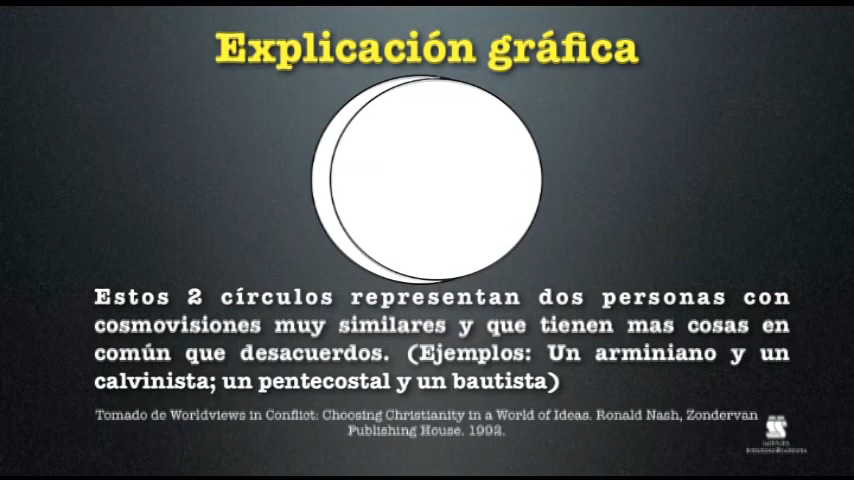 Explicación gráfica
Estos 2 círculos representan dos personas con
cosmovisiones muy similares y que tienen mas cosas en
común que desacuerdos. (Ejemplos: Un arminiano y un
calvinista; un pentecostal y un bautista)
Tomado de Worldviews in Conflict: Choosing Christianity in a World of Ideas. Ronald Nash, Zondervan
Publishing House. 1992.